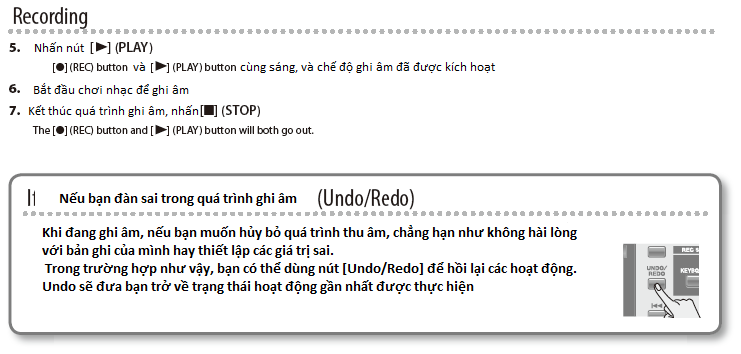 Recording
5. Nhấn nút [▶] (PLAY)
[●] (REC) button và [▶] (PLAY) button cùng sáng, và chế độ ghi âm đã được kích hoạt
6. Bắt đầu chơi nhạc để ghi âm
7. Kết thúc quá trình ghi âm, nhấn[■] (STOP)
The [●] (REC) button and [▶] (PLAY) button will both go out.
If Nếu bạn đàn sai trong quá trình ghi âm (Undo/Redo)
Khi đang ghi âm, nếu bạn muốn hủy bỏ quá trình thu âm, chẳng hạn như không hài lòng
với bản ghi của mình hay thiết lập các giá trị sai.
Trong trường hợp như vậy, bạn có thể dùng nút [Undo/Redo] để hồi lại các hoạt động.
Undo sẽ đưa bạn trở về trạng thái hoạt động gần nhất được thực hiện
REC S
UNDO/
REDO
KEYBO